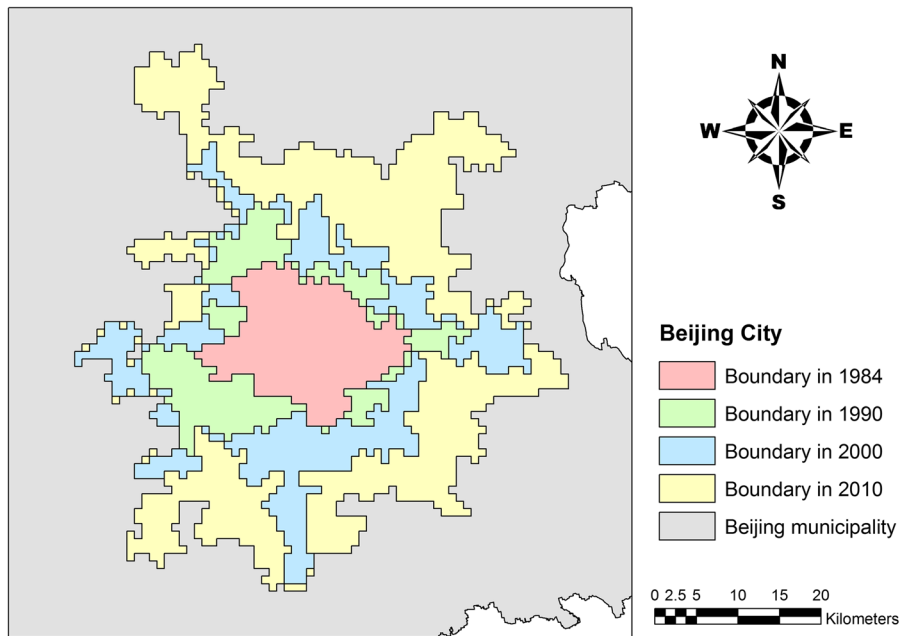 N
W E
S
Beijing City
Boundary in 1984
Boundary in 1990
Boundary in 2000
Boundary in 2010
Beijing municipality
0 2.5 5 10 15 20
Kilometers